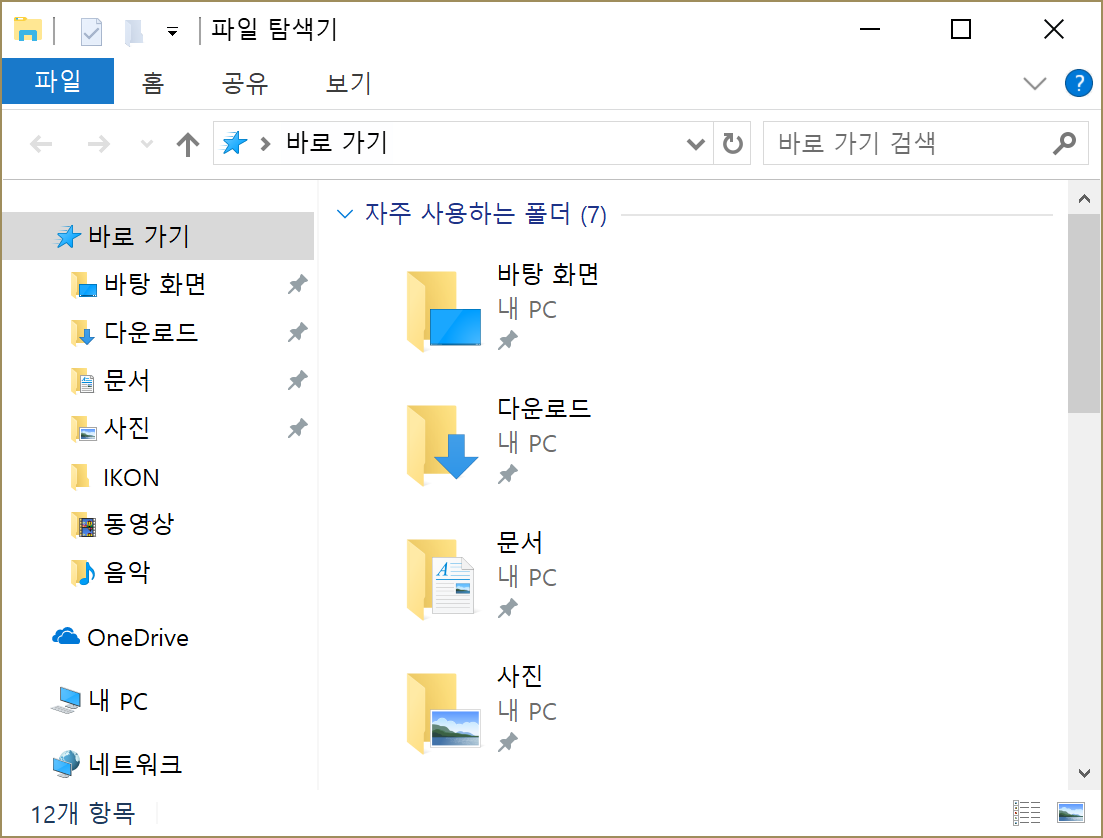 파일 탐색기
파일 홈 공유 보기 ?
바로 가기 바로 가기 검색
바로 가기
바탕 화면
다운로드
문서
사진
IKON
동영상
음악
OneDrive
내 PC
네트워크
자주 사용하는 폴더 (7)
바탕 화면
내 PC
다운로드
내 PC
문서
내 PC
사진
내 PC
12개 항목